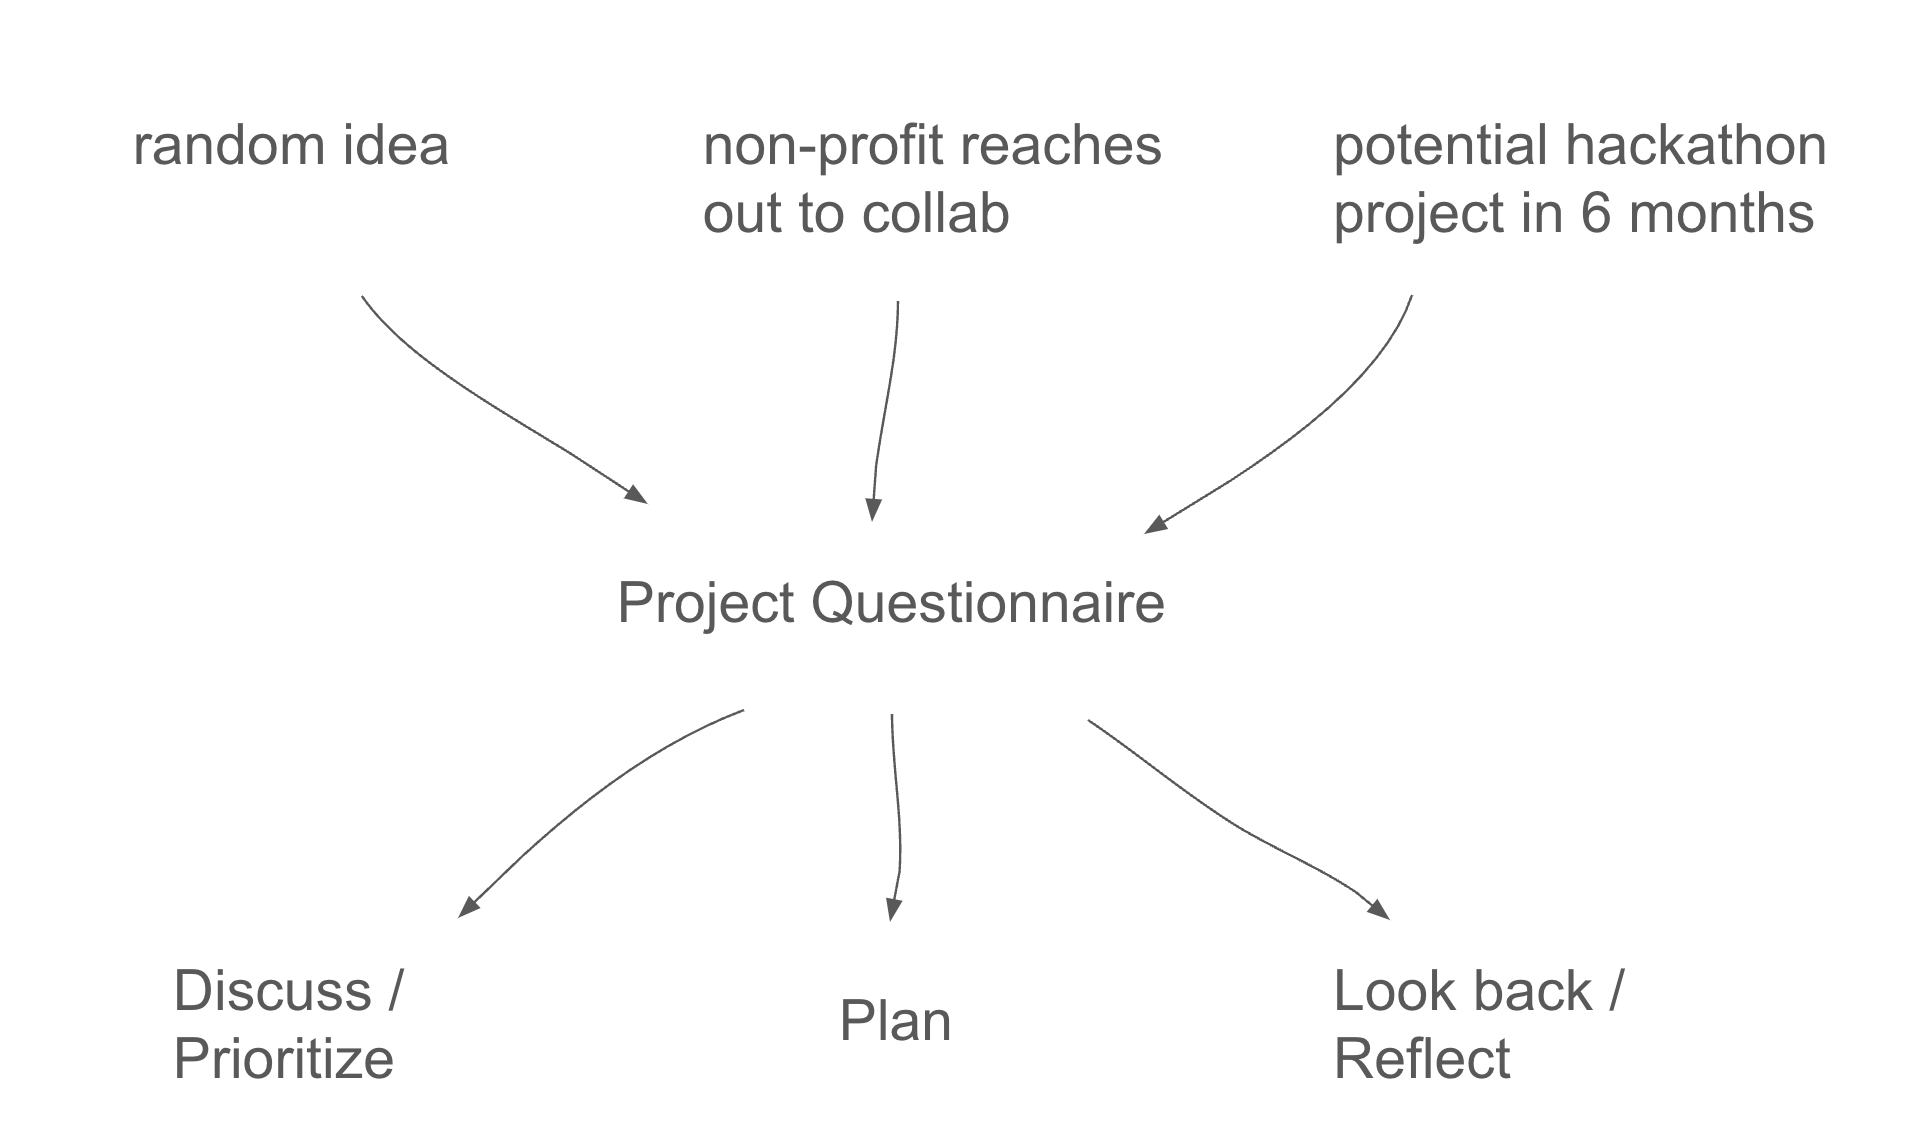 random idea
non-profit reaches
out to collab
potential hackathon
project in 6 months
Project Questionnaire
Discuss /
Prioritize
Plan
Look back /
Reflect